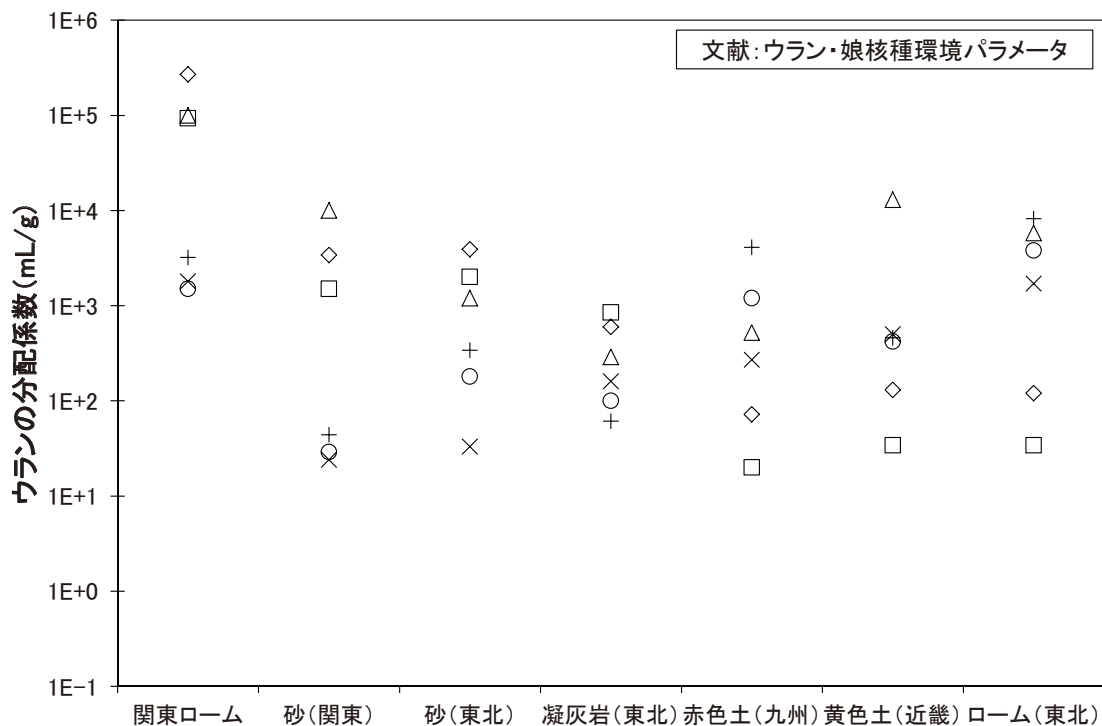 文献：ウラン・娘核種環境パラメータ
ウランの分配係数(mL/g)
1E+6
1E+5
1E+4
1E+3
1E+2
1E+1
1E+0
1E-1
関東ローム 砂(関東) 砂(東北) 凝灰岩(東北) 赤色土(九州) 黄色土(近畿) ローム(東北)